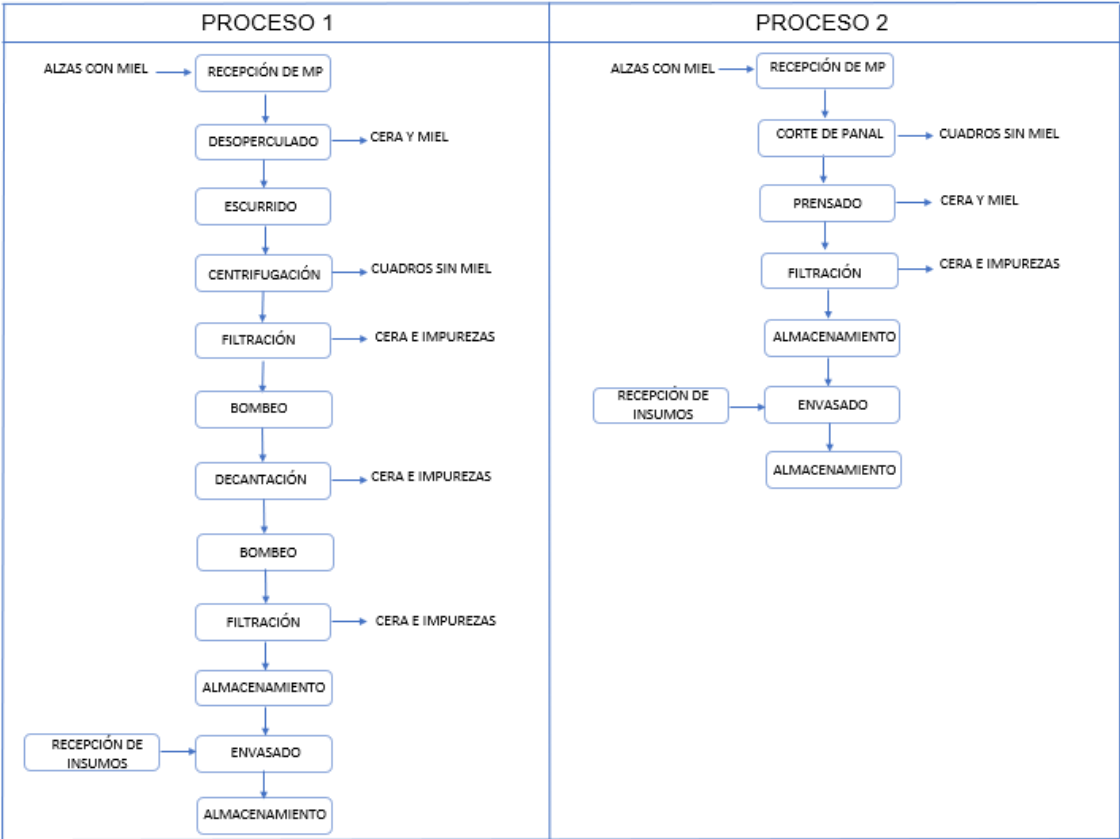 PROCESO 1
ALZAS CON MIEL
RECEPCIÓN DE MP
DESOPERCULADO
CERA Y MIEL
ESCURRIDO
CENTRIFUGACIÓN
CUADROS SIN MIEL
FILTRACIÓN
CERA E IMPUREZAS
BOMBEO
DECANTACIÓN
CERA E IMPUREZAS
BOMBEO
FILTRACIÓN
CERA E IMPUREZAS
ALMACENAMIENTO
RECEPCIÓN DE
INSUMOS
ENVASADO
ALMACENAMIENTO
PROCESO 2
ALZAS CON MIEL
RECEPCIÓN DE MP
CORTE DE PANAL
CUADROS SIN MIEL
PRENSADO
CERA Y MIEL
FILTRACIÓN
CERA E IMPUREZAS
ALMACENAMIENTO
RECEPCIÓN DE
INSUMOS
ENVASADO
ALMACENAMIENTO